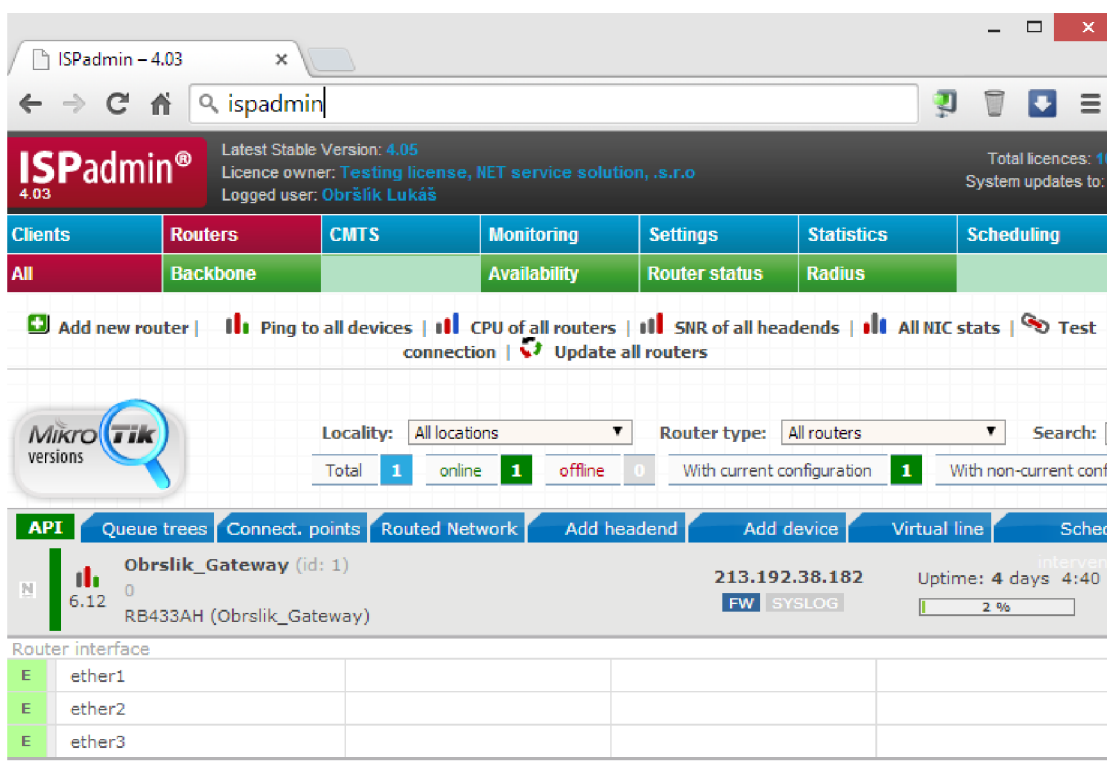 ISPadmin – 4.03
ispadmin
ISPadmin®
4.03
Latest Stable Version: 4.05
Licence owner: Testing license, NET service solution, .s.r.o
Logged user: Obršlík Lukáš
Total licences:
System updates to:
Clients Routers CMTS Monitoring Settings Statistics Scheduling
All Backbone Availability Router status Radius
Add new router | Ping to all devices | CPU of all routers | SNR of all headends | All NIC stats | Test
connection | Update all routers
MikroTik
versions
Locality: All locations Router type: All routers Search:
Total 1 online 1 offline 0 With current configuration 1 With non-current conf
API Queue trees Connect. points Routed Network Add headend Add device Virtual line Sched
interven
N 6.12 Obrslik_Gateway (id: 1)
0
RB433AH (Obrslik_Gateway)
213.192.38.182
FW SYSLOG
Uptime: 4 days 4:40
2 %
Router interface
E ether1
E ether2
E ether3